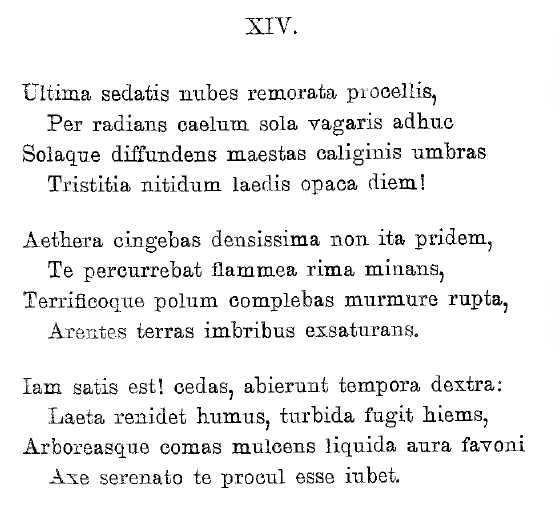 XIV.
Ultima sedatis nubes remorata procellis,
Per radians caelum sola vagaris adhuc
Solaque diffundens maestas caliginis umbras
Tristitia nitidum laedis opaca diem!
Aethera cingebas densissima non ita pridem,
Te percurrebat flammea rima minans,
Terrificoque polum complebas murmure rupta,
Arentes terras imbribus exsaturans.
Iam satis est! cedas, abierunt tempora dextra:
Laeta renidet humus, turbida fugit hiems,
Arboreasque comas mulcens liquida aura favoni
Axe serenato te procul esse iubet.